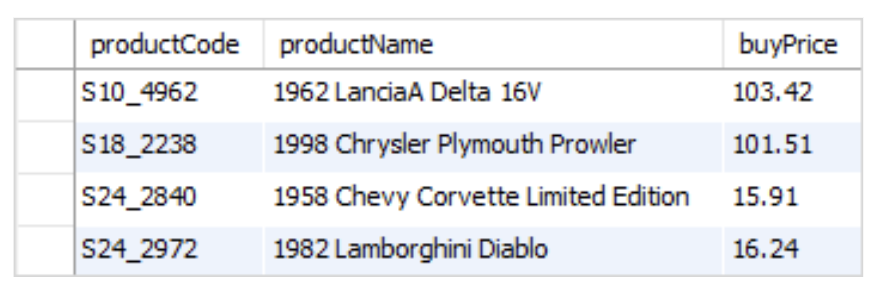 productCode productName buyPrice
S10_4962 1962 LanciaA Delta 16V 103.42
S18_2238 1998 Chrysler Plymouth Prowler 101.51
S24_2840 1958 Chevy Corvette Limited Edition 15.91
S24_2972 1982 Lamborghini Diablo 16.24